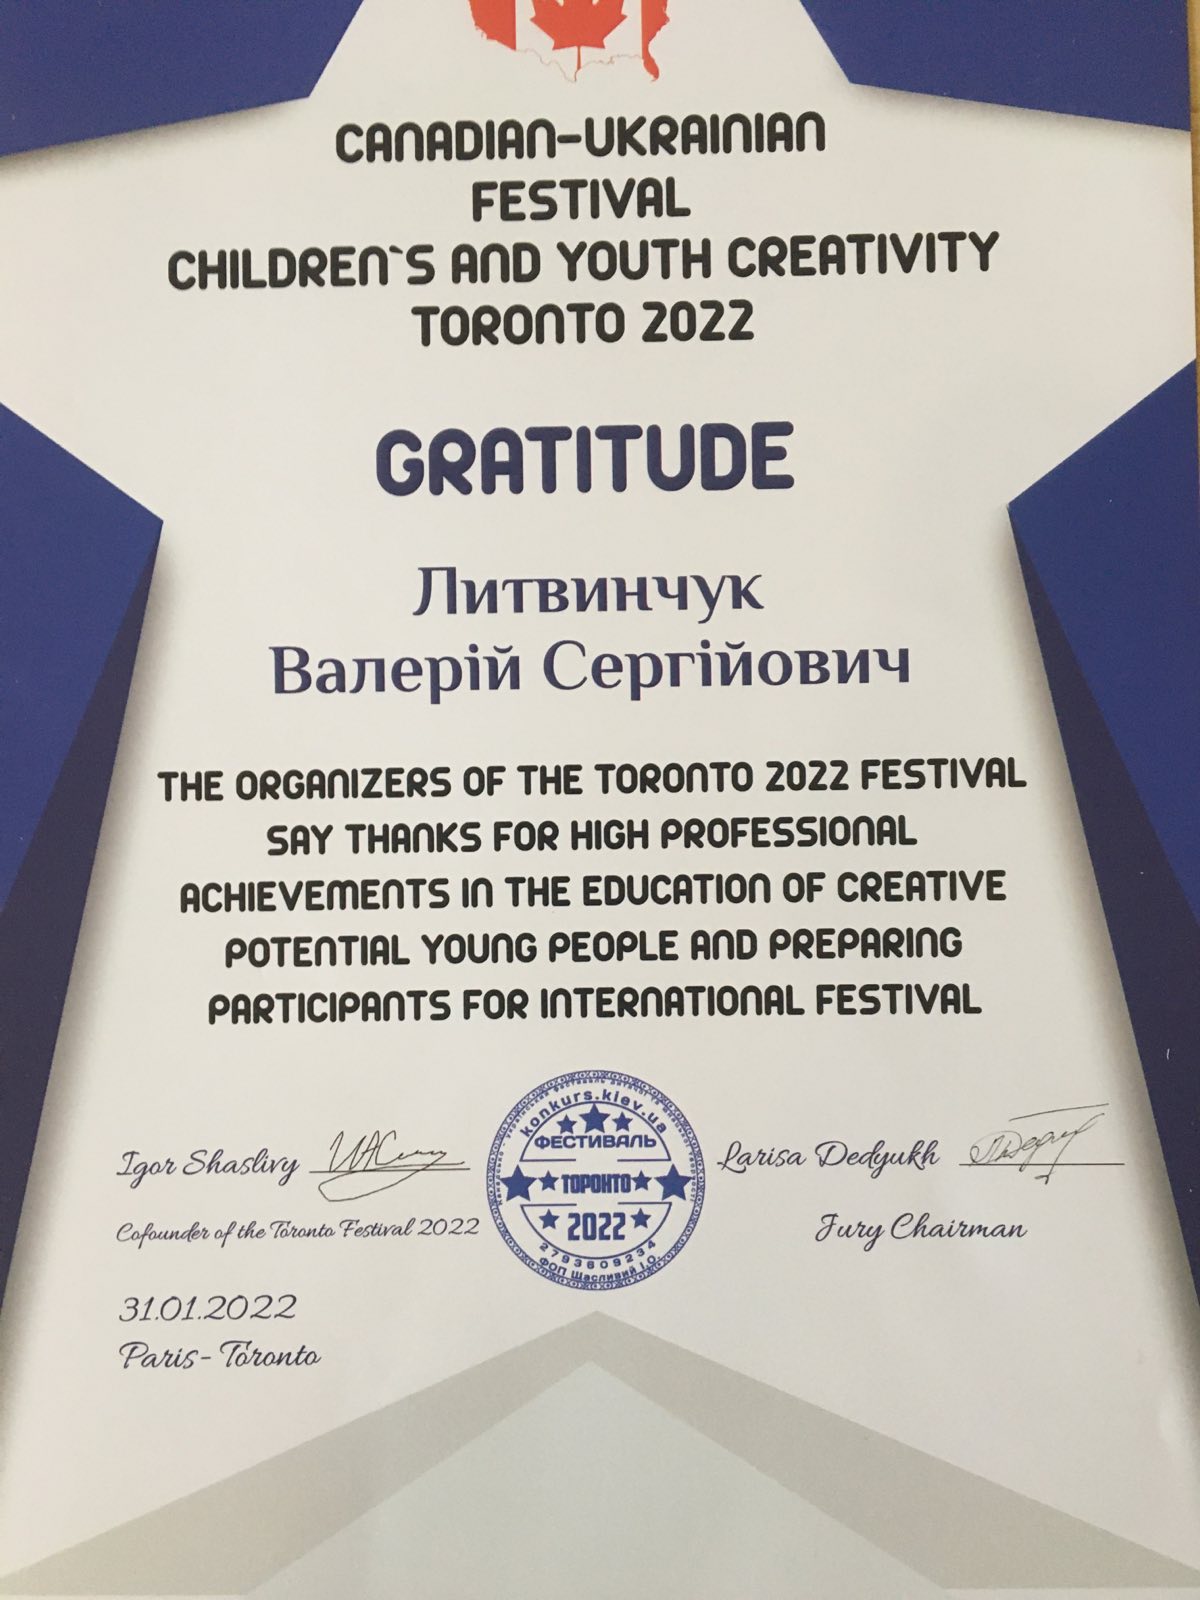 CANADIAN-UKRAINIAN
FESTIVAL
CHILDREN`S AND YOUTH CREATIVITY
TORONTO 2022
GRATITUDE
Литвинчук
Валерій Сергійович
THE ORGANIZERS OF THE TORONTO 2022 FESTIVAL
SAY THANKS FOR HIGH PROFESSIONAL
ACHIEVEMENTS IN THE EDUCATION OF CREATIVE
POTENTIAL YOUNG PEOPLE AND PREPARING
PARTICIPANTS FOR INTERNATIONAL FESTIVAL
Igor Shaslivy
Cofounder of the Toronto Festival 2022
31.01.2022
Paris-Toronto
konkurs.kiev.ua
ФЕСТИВАЛЬ
ТОРОНТО
2022
2793609234
ФОП Щасливий І.О.
Larisa Dedyukh
Jury Chairman